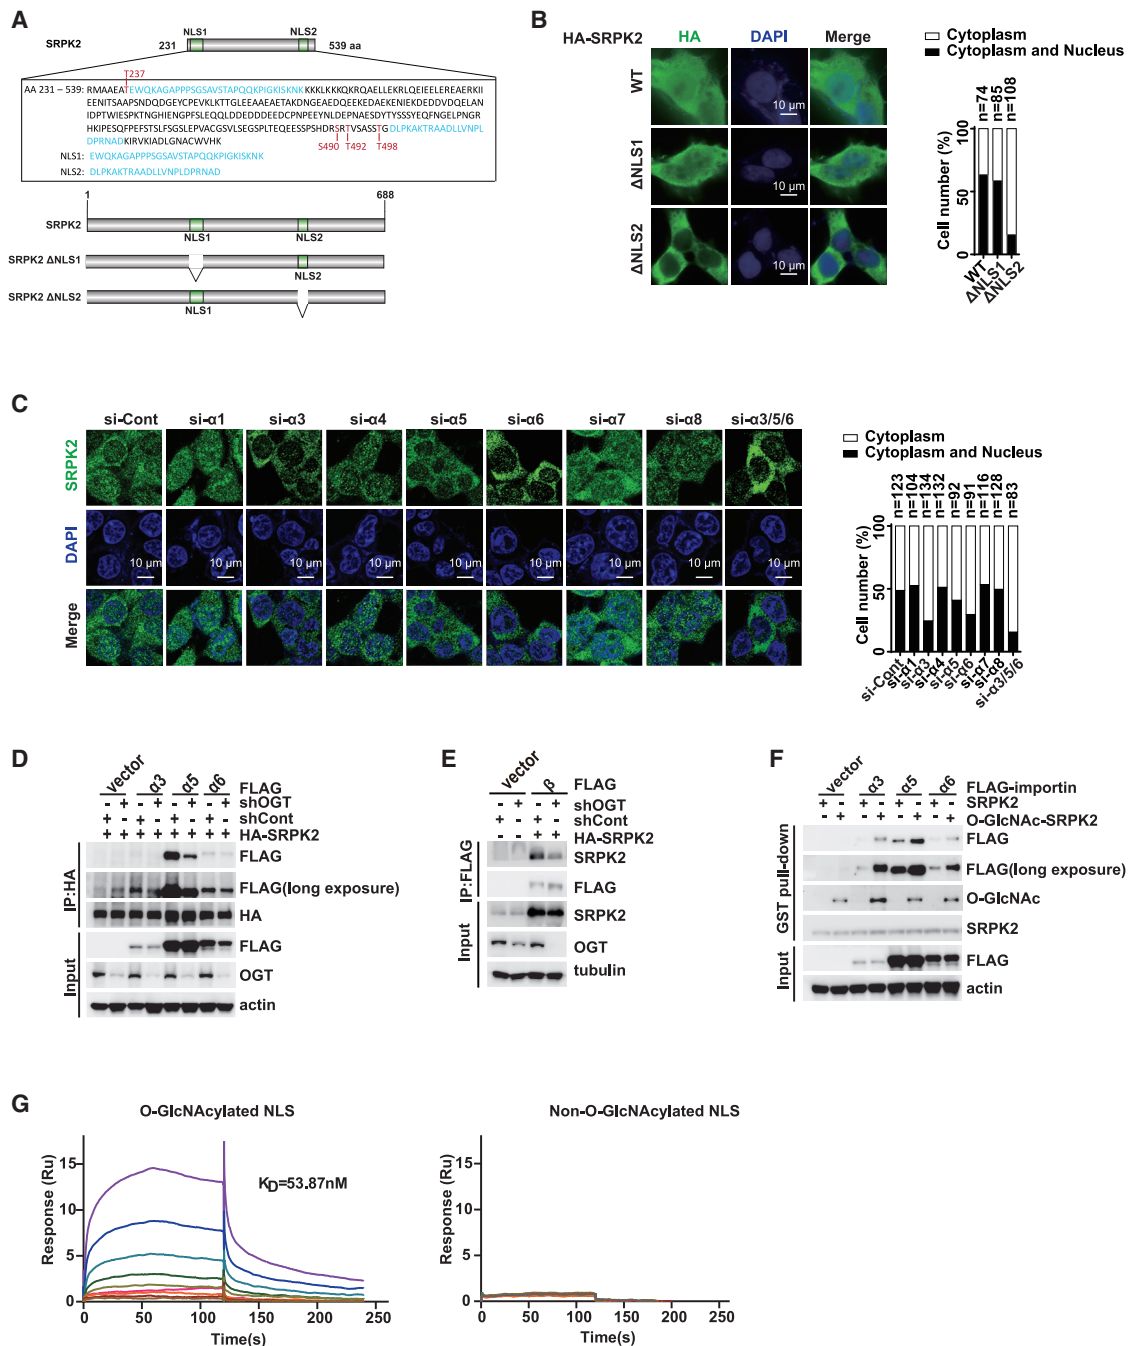 A
NLS1
NLS2
SRPK2
231
539 aa
T237
AA 231 – 539: RMAAEATEWQKAGAPPPSGSAVSTAPQQKPIGKISKNKKKKLKKKQKRQAELLEKRLQEIEELEREAERKII
EENITSAAPSNDQDGEYCPEVKLKTTGLEEAAEAETAKDNGEAEDQEEKEDAEKENIEKDEDDVDQELAN
IDPTWIESPKTNGHIENGPFSLEQQLDDEDDDEEDCPNPEEYNLDEPNAESDYTYSSSYEQFNGELPNGR
HKIPESQFPEFSTSLFSGSLEPVACGSVLSEGSPLTEQEESSPSHDRSRTVSASSTGDLPKAKTRAADLLVNPL
DPRNADKIRVKIADLGNACWVHK
S490 T492 T498
NLS1: EWQKAGAPPPSGSAVSTAPQQKPIGKISKNK
NLS2: DLPKAKTRAADLLVNPLDPRNAD
1
688
SRPK2
NLS1
NLS2
SRPK2 ΔNLS1
NLS2
SRPK2 ΔNLS2
NLS1
B
HA-SRPK2
HA
DAPI
Merge
WT
ΔNLS1
ΔNLS2
10 µm
10 µm
10 µm
Cytoplasm
Cytoplasm and Nucleus
n=74
n=85
n=108
Cell number (%)
100
50
0
WT
ΔNLS1
ΔNLS2
C
si-Cont
si-α1
si-α3
si-α4
si-α5
si-α6
si-α7
si-α8
si-α3/5/6
SRPK2
DAPI
Merge
10 µm
10 µm
10 µm
10 µm
10 µm
10 µm
10 µm
10 µm
10 µm
Cytoplasm
Cytoplasm and Nucleus
n=123
n=104
n=134
n=132
n=92
n=91
n=116
n=128
n=83
Cell number (%)
100
50
0
si-Cont
si-α1
si-α3
si-α4
si-α5
si-α6
si-α7
si-α8
si-α3/5/6
D
vector α3 α5 α6 FLAG
- + - + - + - + shOGT
+ - + - + - + - shCont
+ + + + + + + + HA-SRPK2
IP:HA
FLAG
FLAG(long exposure)
HA
Input
FLAG
OGT
actin
E
vector β FLAG
- + - + shOGT
+ - + - shCont
+ + HA-SRPK2
IP:FLAG
SRPK2
FLAG
Input
SRPK2
OGT
tubulin
F
vector α3 α5 α6 FLAG-importin
+ - + - + - + - SRPK2
- + - + - + - + O-GlcNAc-SRPK2
GST pull-down
FLAG
FLAG(long exposure)
O-GlcNAc
SRPK2
Input
FLAG
actin
G
O-GlcNAcylated NLS
KD=53.87nM
Response (Ru)
15
10
5
0
0 50 100 150 200 250
Time(s)
Non-O-GlcNAcylated NLS
Response (Ru)
15
10
5
0
0 50 100 150 200 250
Time(s)